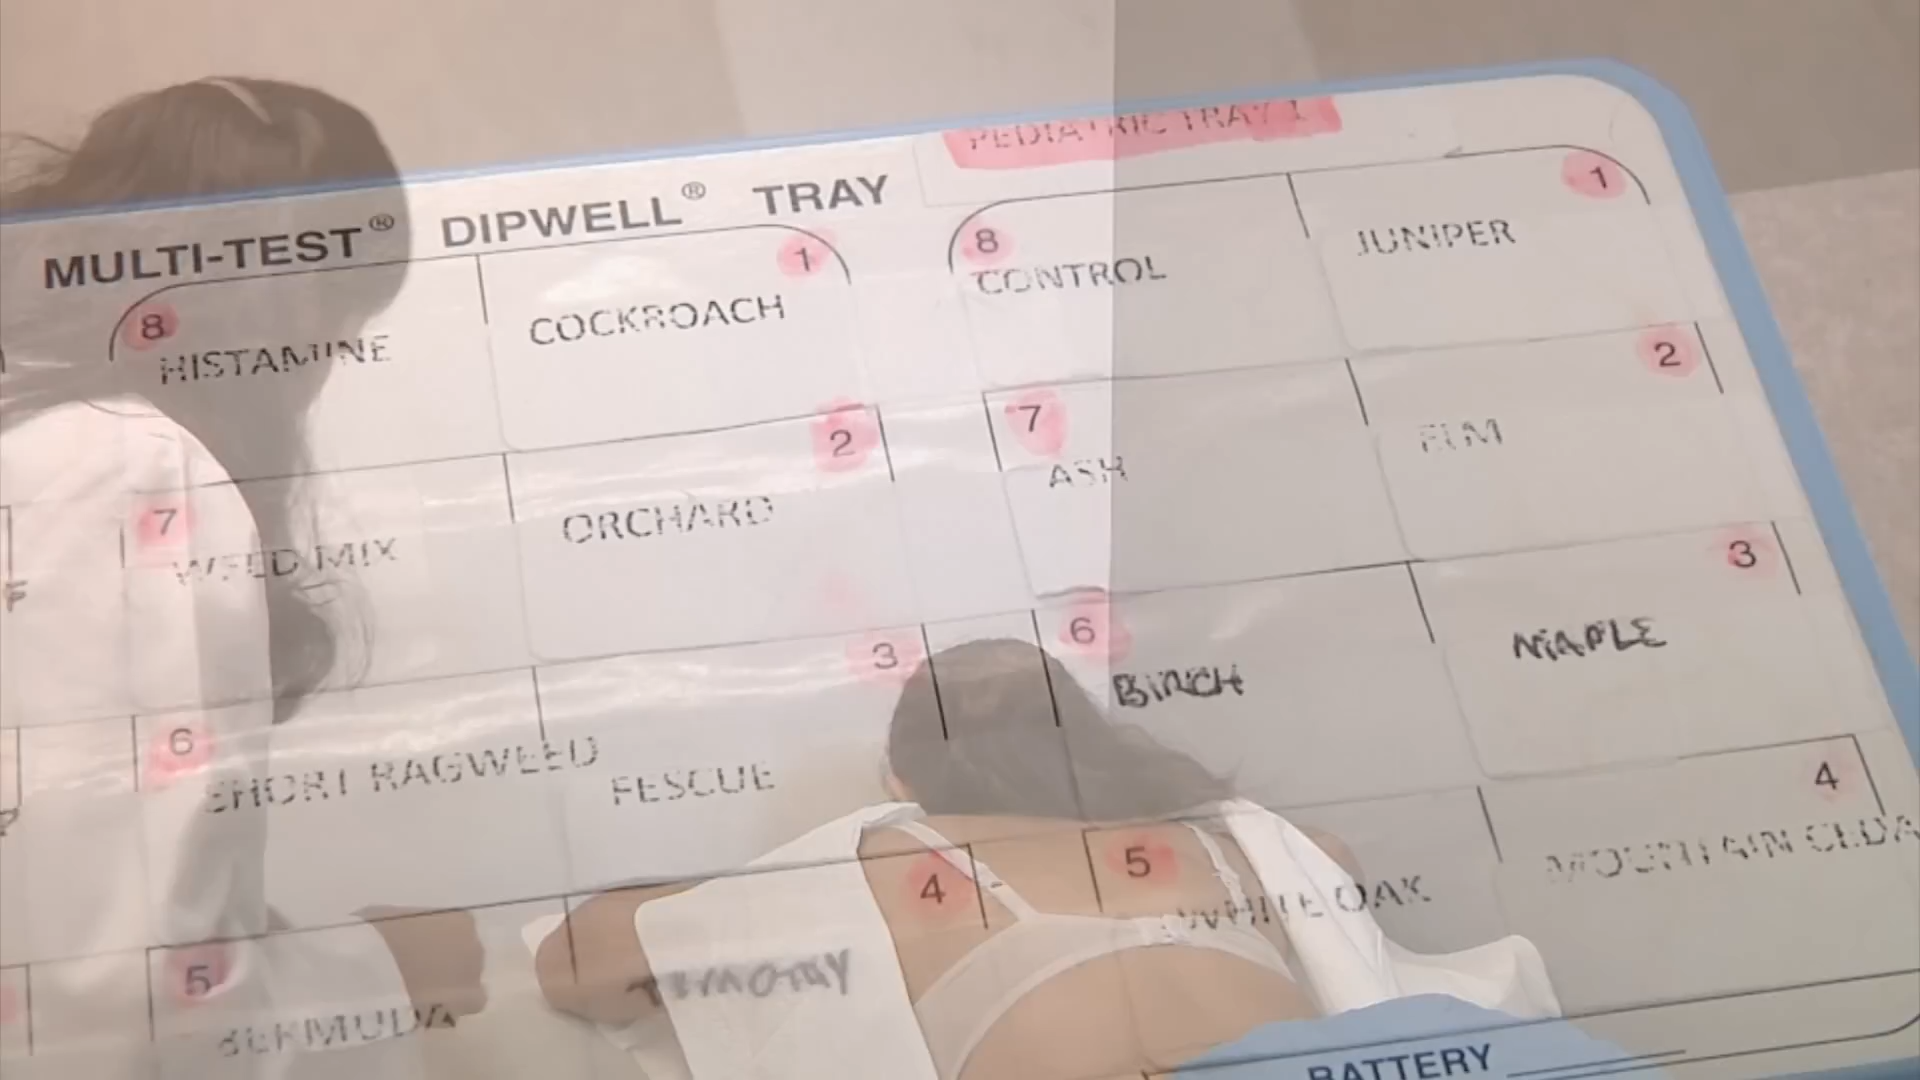 PEDIATRIC TRAY 1
MULTI-TEST® DIPWELL® TRAY
8 HISTAMINE
1 COCKROACH
8 CONTROL
1 JUNIPER
7 WEED MIX
2 ORCHARD
7 ASH
2 ELM
6 SHORT RAGWEED
3 FESCUE
6 BIRCH
3 MAPLE
5 BERMUDA
4 TIMOTHY
5 WHITE OAK
4 MOUNTAIN CEDA
BATTERY